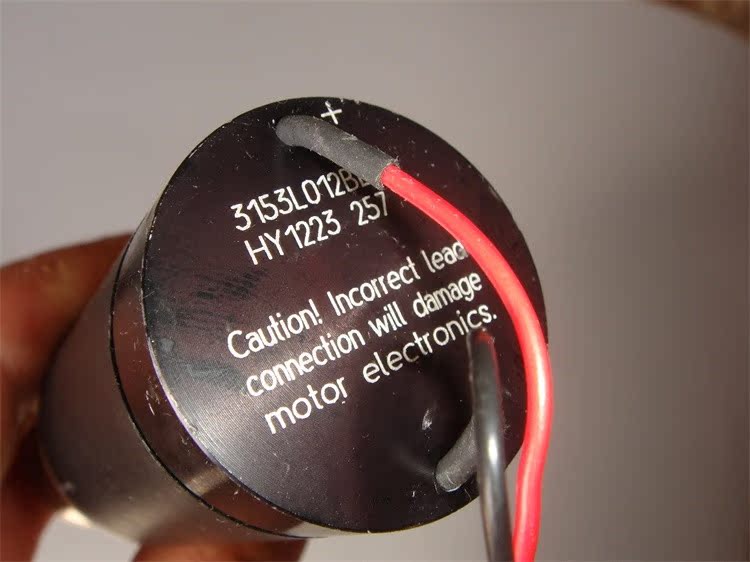 +
3153L012B
HY1223 257
Caution! Incorrect lead
connection will damage
motor electronics.